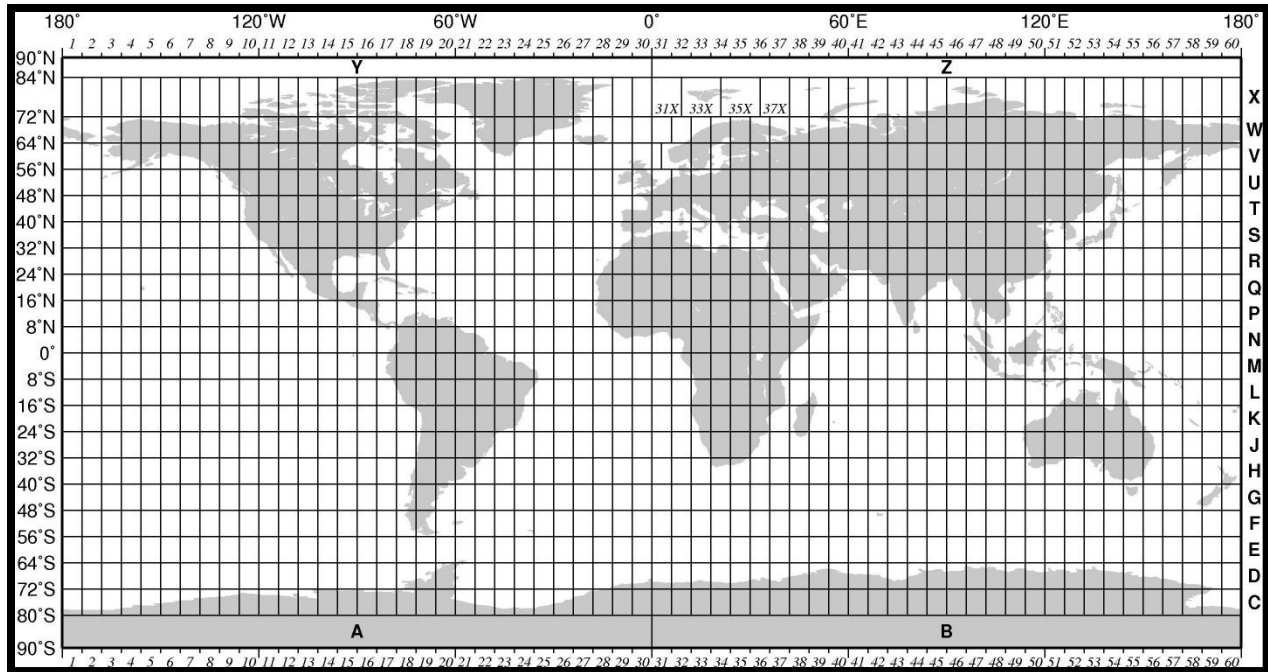 180° 120°W 60°W 0° 60°E 120°E 180°
1 2 3 4 5 6 7 8 9 10 11 12 13 14 15 16 17 18 19 20 21 22 23 24 25 26 27 28 29 30 31 32 33 34 35 36 37 38 39 40 41 42 43 44 45 46 47 48 49 50 51 52 53 54 55 56 57 58 59 60
90°N
Y Z
84°N
X
31X 33X 35X 37X
72°N
W
64°N
V
56°N
U
48°N
T
40°N
S
32°N
R
24°N
Q
16°N
P
8°N
N
0°
M
8°S
L
16°S
K
24°S
J
32°S
H
40°S
G
48°S
F
56°S
E
64°S
D
72°S
C
80°S
A B
90°S
1 2 3 4 5 6 7 8 9 10 11 12 13 14 15 16 17 18 19 20 21 22 23 24 25 26 27 28 29 30 31 32 33 34 35 36 37 38 39 40 41 42 43 44 45 46 47 48 49 50 51 52 53 54 55 56 57 58 59 60